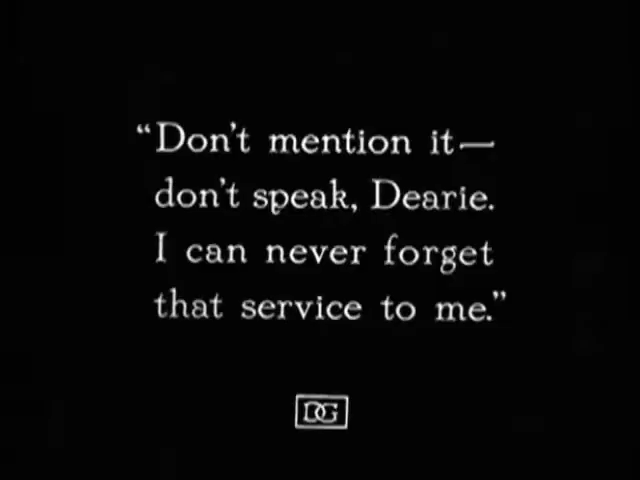 “Don't mention it—
don't speak, Dearie.
I can never forget
that service to me.”
DG